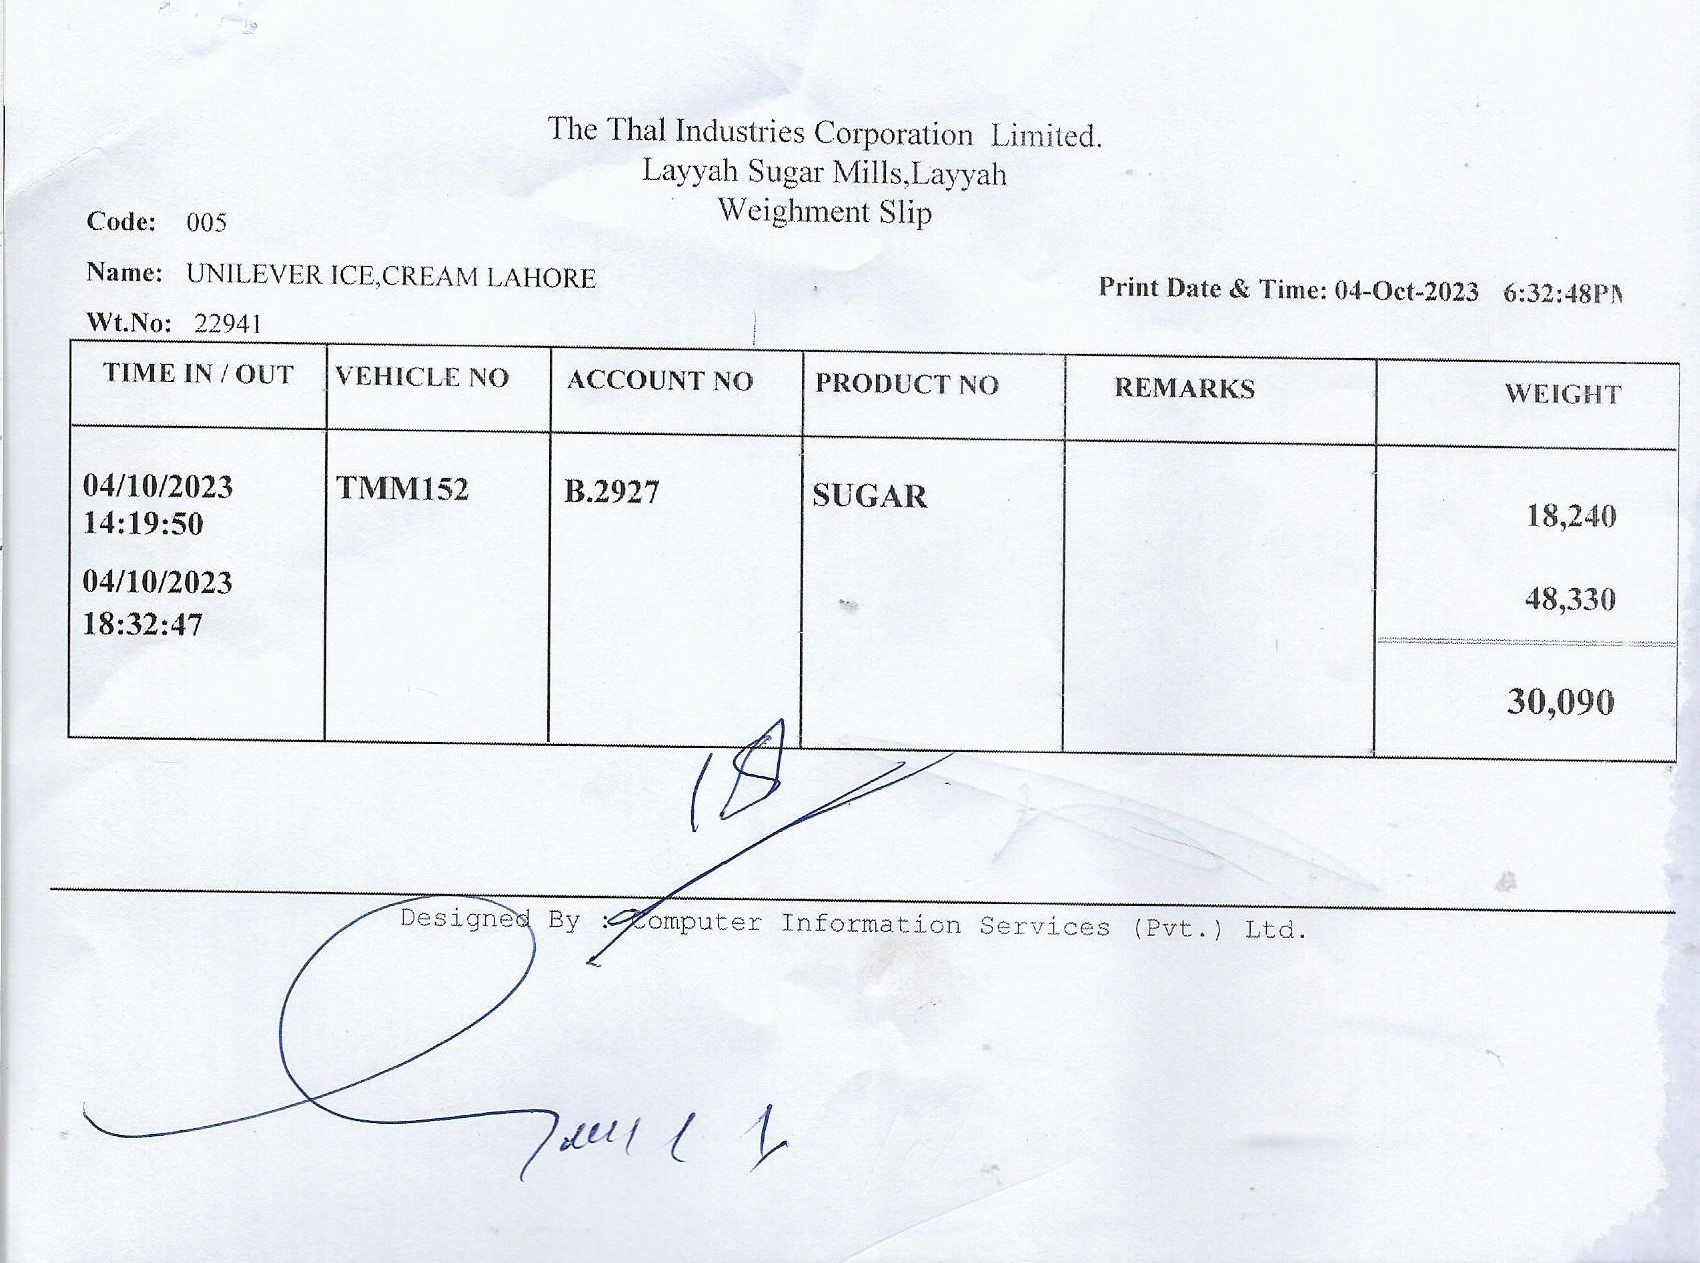 The Thal Industries Corporation Limited.
Layyah Sugar Mills,Layyah
Weighment Slip
Code: 005
Name: UNILEVER ICE,CREAM LAHORE
Print Date & Time: 04-Oct-2023 6:32:48PM
Wt.No: 22941
TIME IN / OUT VEHICLE NO ACCOUNT NO PRODUCT NO REMARKS WEIGHT
04/10/2023 TMM152 B.2927 SUGAR
14:19:50 18,240
04/10/2023 48,330
18:32:47
30,090
Designed By :Computer Information Services (Pvt.) Ltd.